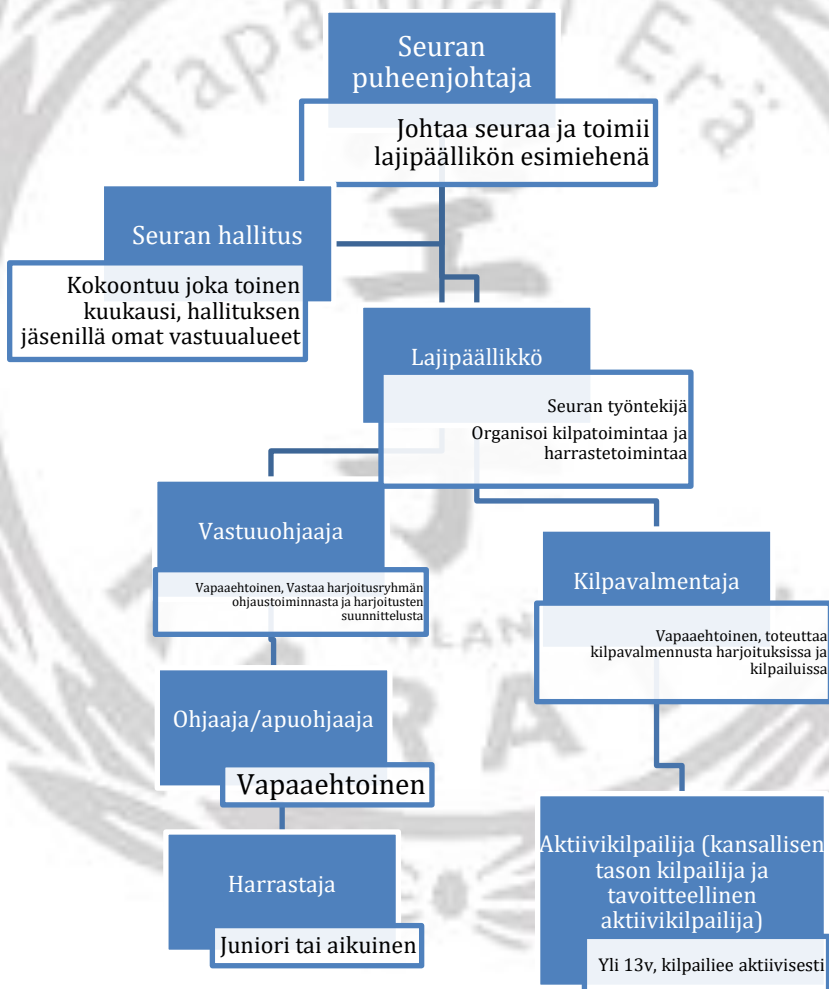 Tapanilan Erä
Seuran
puheenjohtaja
Johtaa seuraa ja toimii
lajipäällikön esimiehenä
Seuran hallitus
Kokoontuu joka toinen
kuukausi, hallituksen
jäsenillä omat vastuualueet
Lajipäällikkö
Seuran työntekijä
Organisoi kilpatoimintaa ja
harrastetoimintaa
Vastuuohjaaja
Vapaaehtoinen, Vastaa harjoitusryhmän
ohjaustoiminnasta ja harjoitusten
suunnittelusta
Kilpavalmentaja
Vapaaehtoinen, toteuttaa
kilpavalmennusta harjoituksissa ja
kilpailuissa
Ohjaaja/apuohjaaja
Vapaaehtoinen
Harrastaja
Juniori tai aikuinen
Aktiivikilpailija (kansallisen
tason kilpailija ja
tavoitteellinen
aktiivikilpailija)
Yli 13v, kilpailiee aktiivisesti